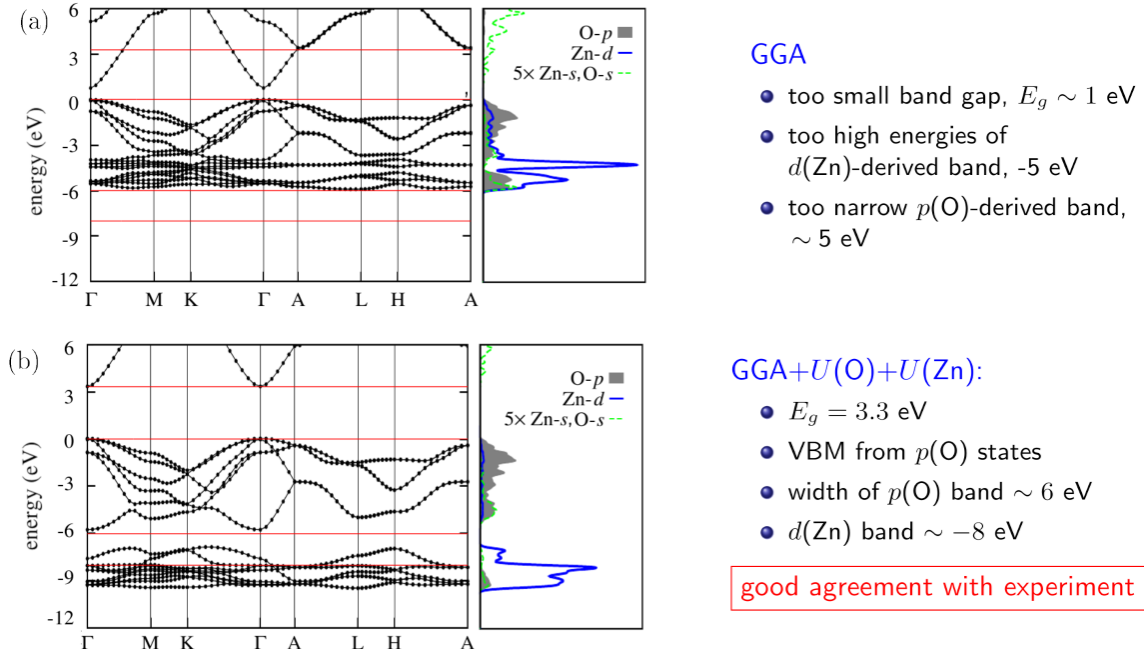 (a)
6
3
0
-3
-6
-9
-12
energy (eV)
Γ M K Γ A L H A
,
O-p
Zn-d
5× Zn-s,O-s
GGA
too small band gap, E_g ∼ 1 eV
too high energies of
d(Zn)-derived band, -5 eV
too narrow p(O)-derived band,
∼ 5 eV
(b)
6
3
0
-3
-6
-9
-12
energy (eV)
Γ M K Γ A L H A
O-p
Zn-d
5× Zn-s,O-s
GGA+U(O)+U(Zn):
E_g = 3.3 eV
VBM from p(O) states
width of p(O) band ∼ 6 eV
d(Zn) band ∼ −8 eV
good agreement with experiment